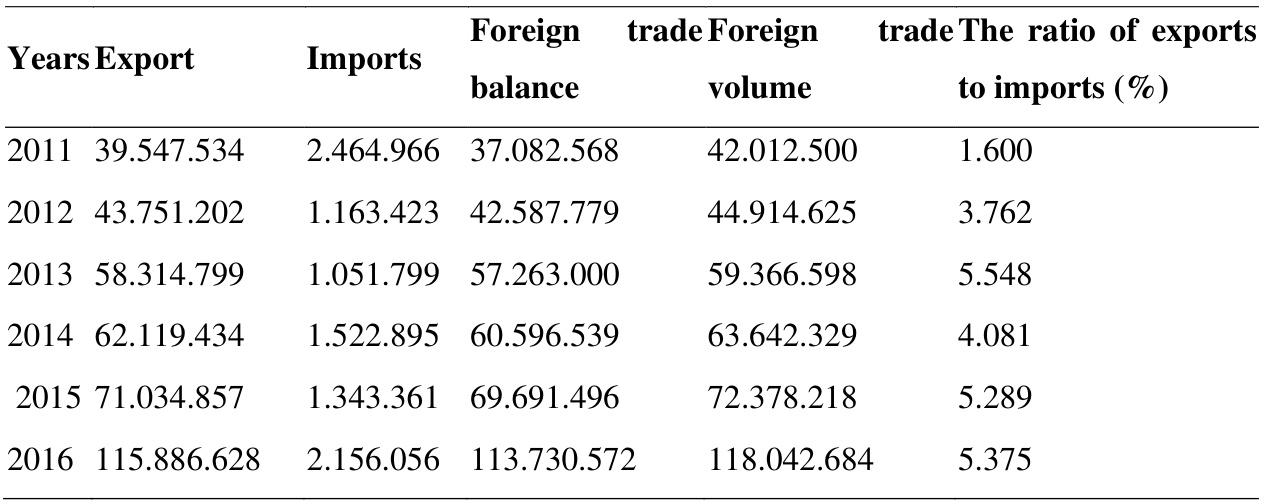 Years Export Imports Foreign trade balance Foreign trade volume The ratio of exports to imports (%)
2011 39.547.534 2.464.966 37.082.568 42.012.500 1.600
2012 43.751.202 1.163.423 42.587.779 44.914.625 3.762
2013 58.314.799 1.051.799 57.263.000 59.366.598 5.548
2014 62.119.434 1.522.895 60.596.539 63.642.329 4.081
2015 71.034.857 1.343.361 69.691.496 72.378.218 5.289
2016 115.886.628 2.156.056 113.730.572 118.042.684 5.375